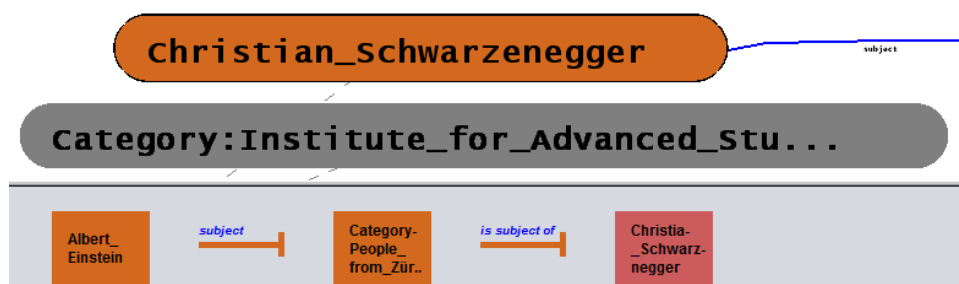 Christian_Schwarzenegger
subject
Category:Institute_for_Advanced_Stu...
Albert_
Einstein
subject
Category-
People_
from_Zür..
is subject of
Christia-
_Schwarz-
negger